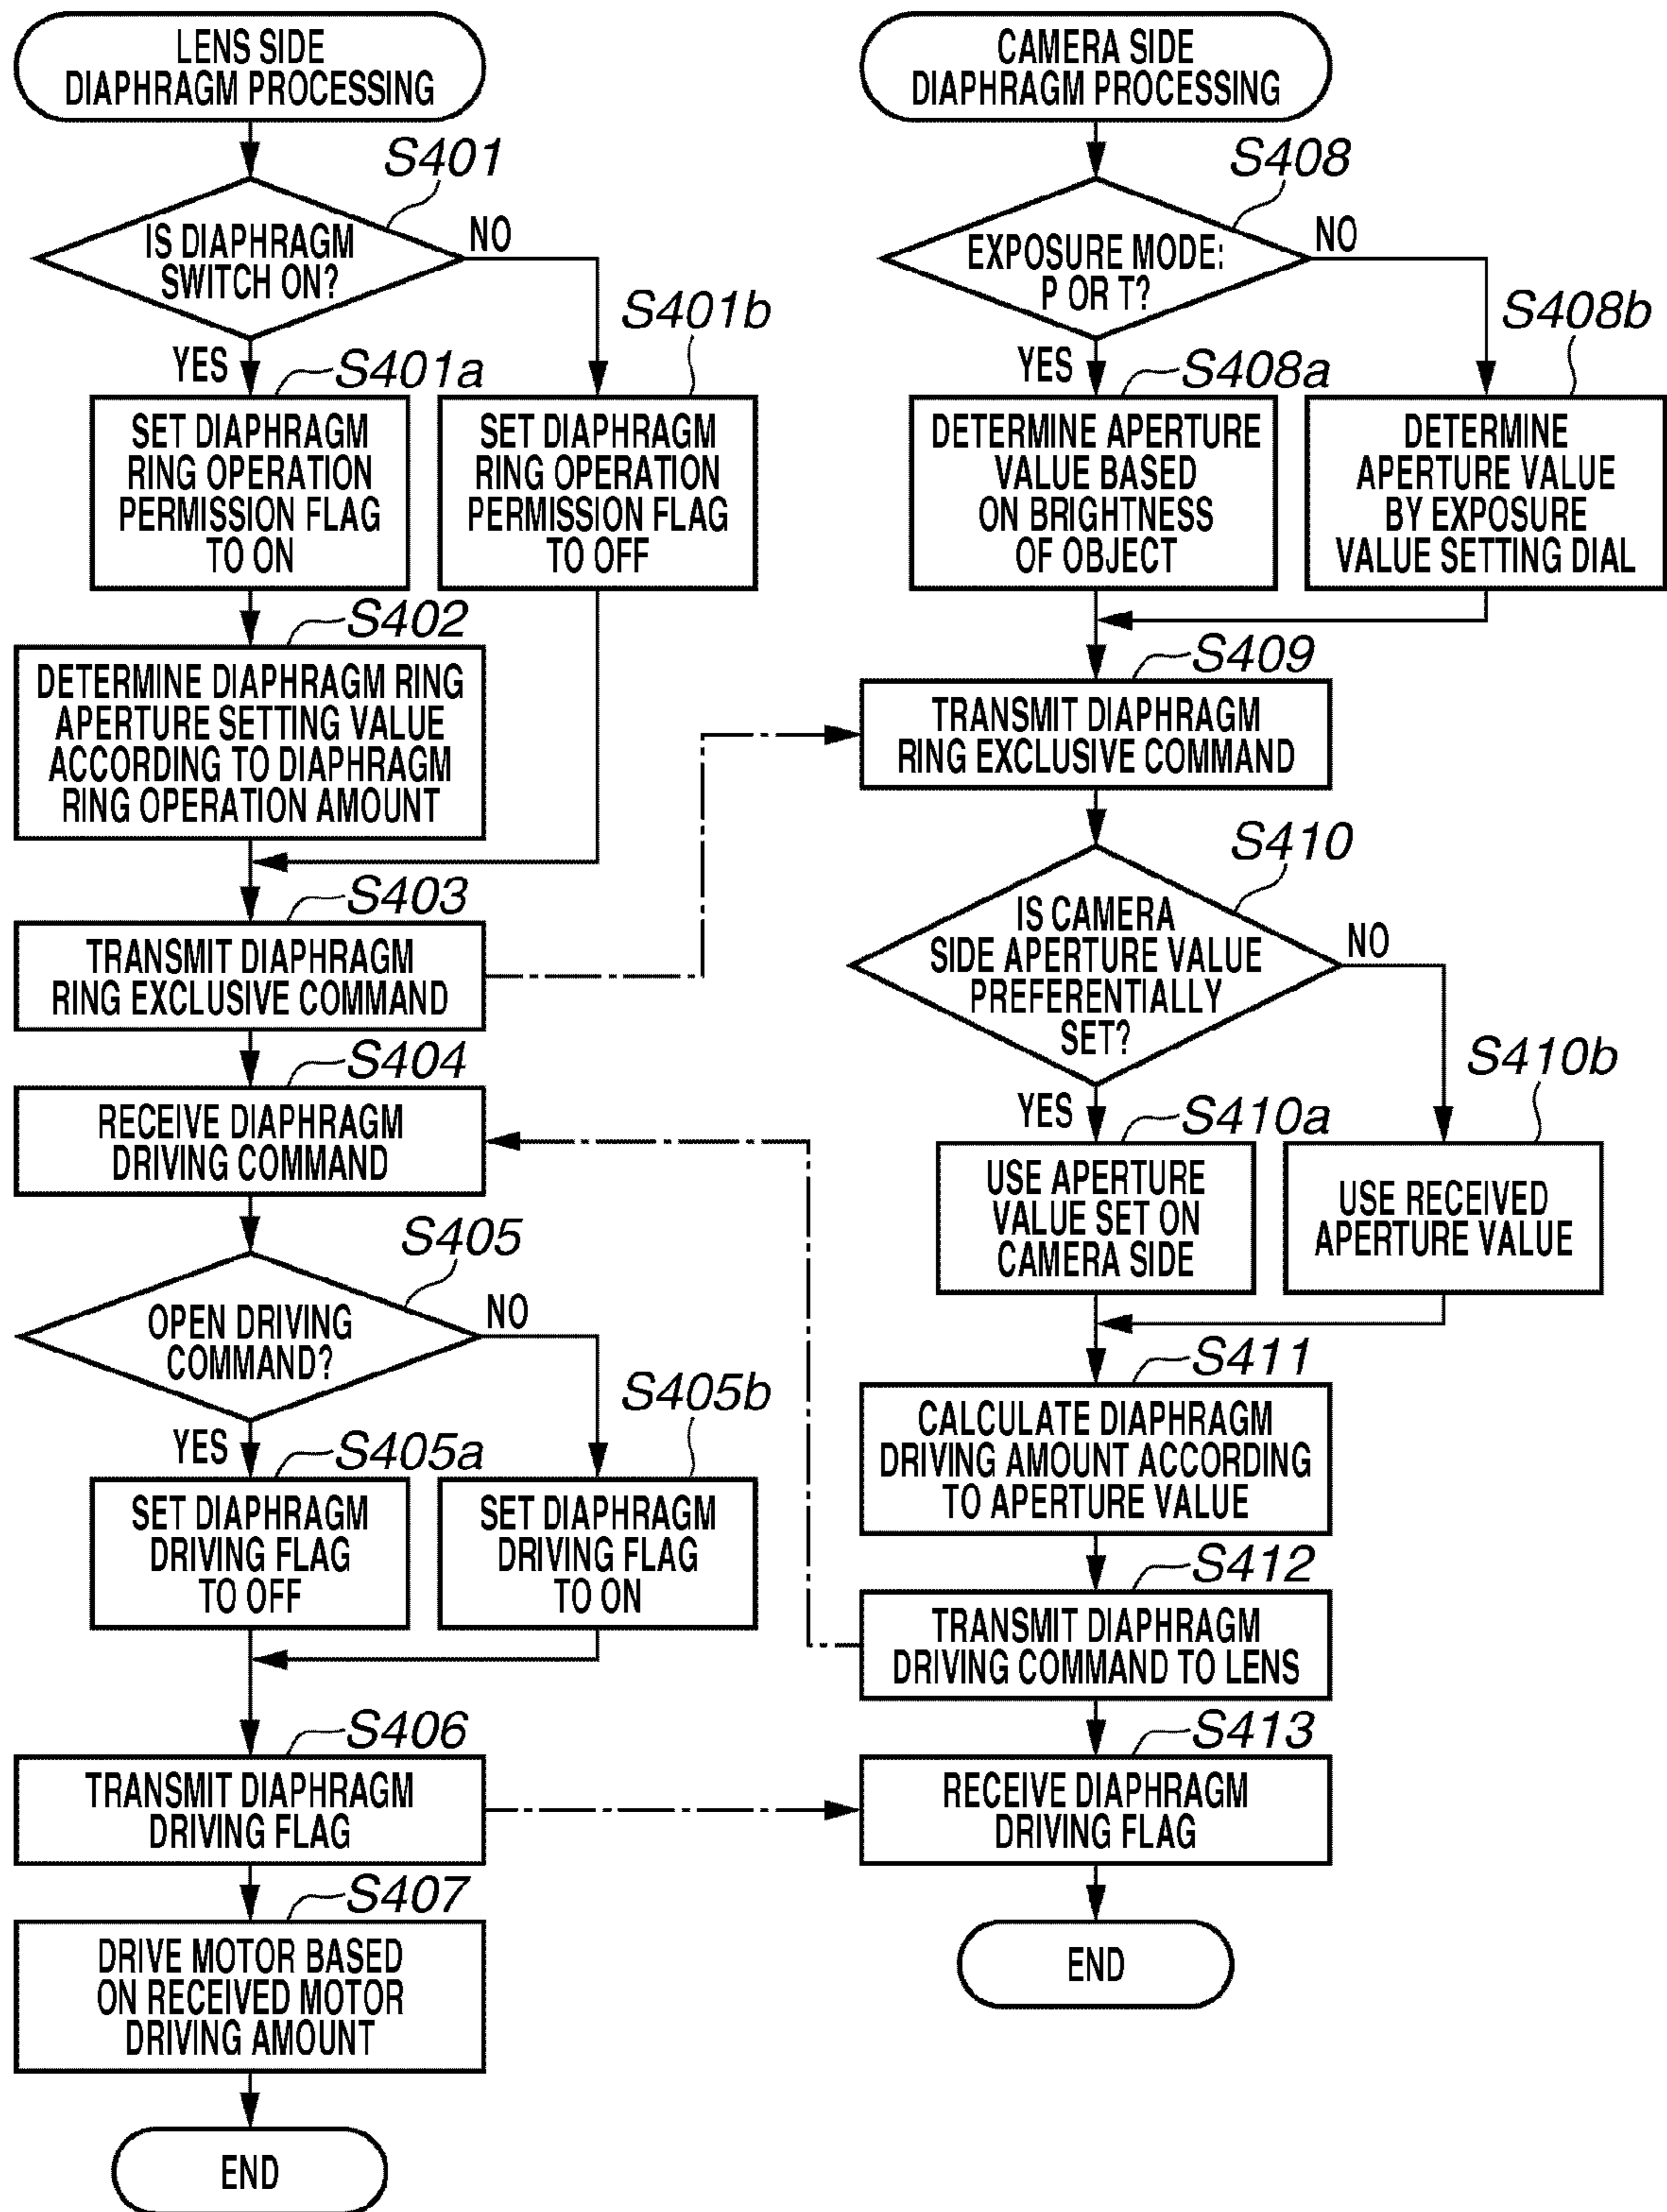 LENS SIDE
DIAPHRAGM PROCESSING
S401
IS DIAPHRAGM
SWITCH ON?
NO
YES
S401a
SET DIAPHRAGM
RING OPERATION
PERMISSION FLAG
TO ON
S401b
SET DIAPHRAGM
RING OPERATION
PERMISSION FLAG
TO OFF
S402
DETERMINE DIAPHRAGM RING
APERTURE SETTING VALUE
ACCORDING TO DIAPHRAGM
RING OPERATION AMOUNT
S403
TRANSMIT DIAPHRAGM
RING EXCLUSIVE COMMAND
S404
RECEIVE DIAPHRAGM
DRIVING COMMAND
S405
OPEN DRIVING
COMMAND?
NO
YES
S405a
SET DIAPHRAGM
DRIVING FLAG
TO OFF
S405b
SET DIAPHRAGM
DRIVING FLAG
TO ON
S406
TRANSMIT DIAPHRAGM
DRIVING FLAG
S407
DRIVE MOTOR BASED
ON RECEIVED MOTOR
DRIVING AMOUNT
END
CAMERA SIDE
DIAPHRAGM PROCESSING
S408
EXPOSURE MODE:
P OR T?
NO
YES
S408a
DETERMINE APERTURE
VALUE BASED
ON BRIGHTNESS
OF OBJECT
S408b
DETERMINE
APERTURE VALUE
BY EXPOSURE
VALUE SETTING DIAL
S409
TRANSMIT DIAPHRAGM
RING EXCLUSIVE COMMAND
S410
IS CAMERA
SIDE APERTURE VALUE
PREFERENTIALLY
SET?
NO
YES
S410a
USE APERTURE
VALUE SET ON
CAMERA SIDE
S410b
USE RECEIVED
APERTURE VALUE
S411
CALCULATE DIAPHRAGM
DRIVING AMOUNT ACCORDING
TO APERTURE VALUE
S412
TRANSMIT DIAPHRAGM
DRIVING COMMAND TO LENS
S413
RECEIVE DIAPHRAGM
DRIVING FLAG
END